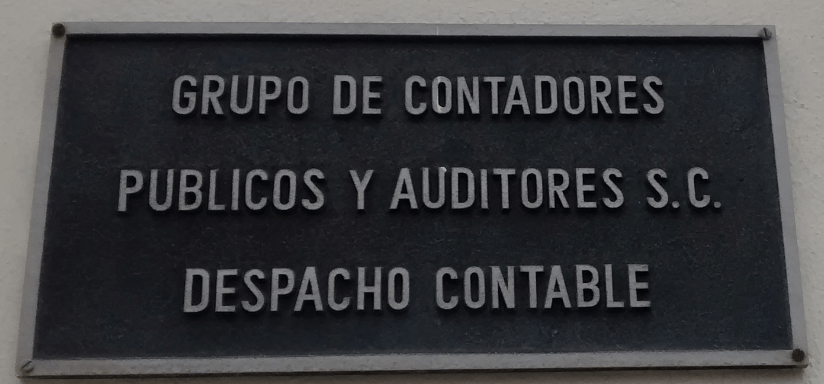 GRUPO DE CONTADORES
PUBLICOS Y AUDITORES S.C.
DESPACHO CONTABLE